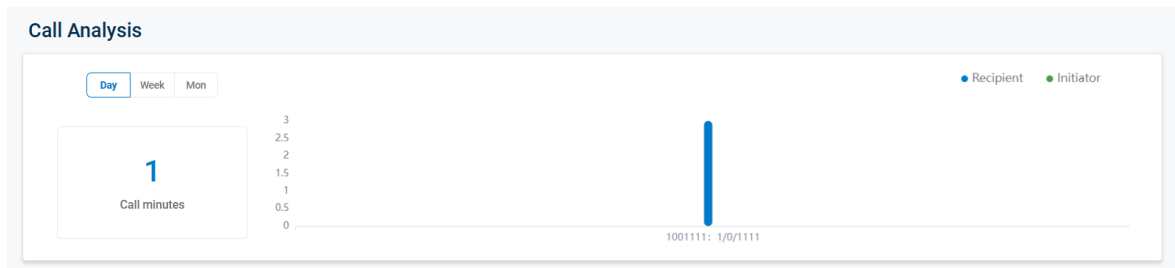 Call Analysis
Day Week Mon
Recipient Initiator
1
Call minutes
3
2.5
2
1.5
1
0.5
0
1001111: 1/0/1111